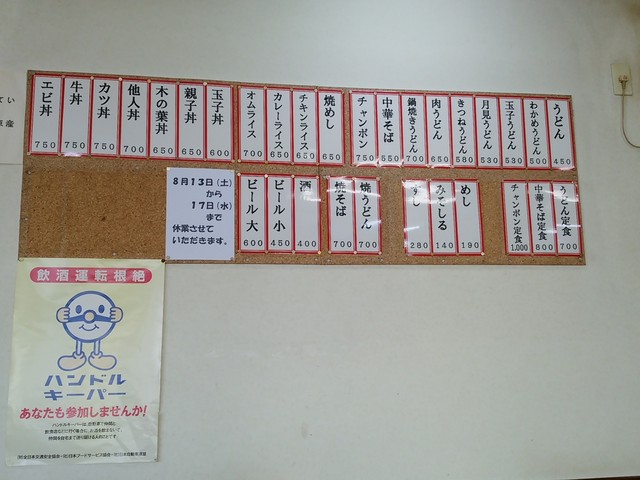 うどん 450
わかめうどん 500
玉子うどん 530
月見うどん 530
きつねうどん 580
肉うどん 650
鍋焼きうどん 700
中華そば 550
チャンポン 750
焼めし 650
チキンライス 650
カレーライス 650
オムライス 700
玉子丼 600
親子丼 650
木の葉丼 650
他人丼 700
カツ丼 750
牛丼 750
エビ丼 750
うどん定食 700
中華そば定食 800
チャンポン定食 1,000
めし 190
みそしる 140
すし 280
焼うどん 700
焼そば 700
酒 400
ビール 小 450
ビール 大 600
8月13日(土)
から
17日(水)
まで
休業させて
いただきます。
飲酒運転根絶
ハンドル
キーパー
あなたも参加しませんか!